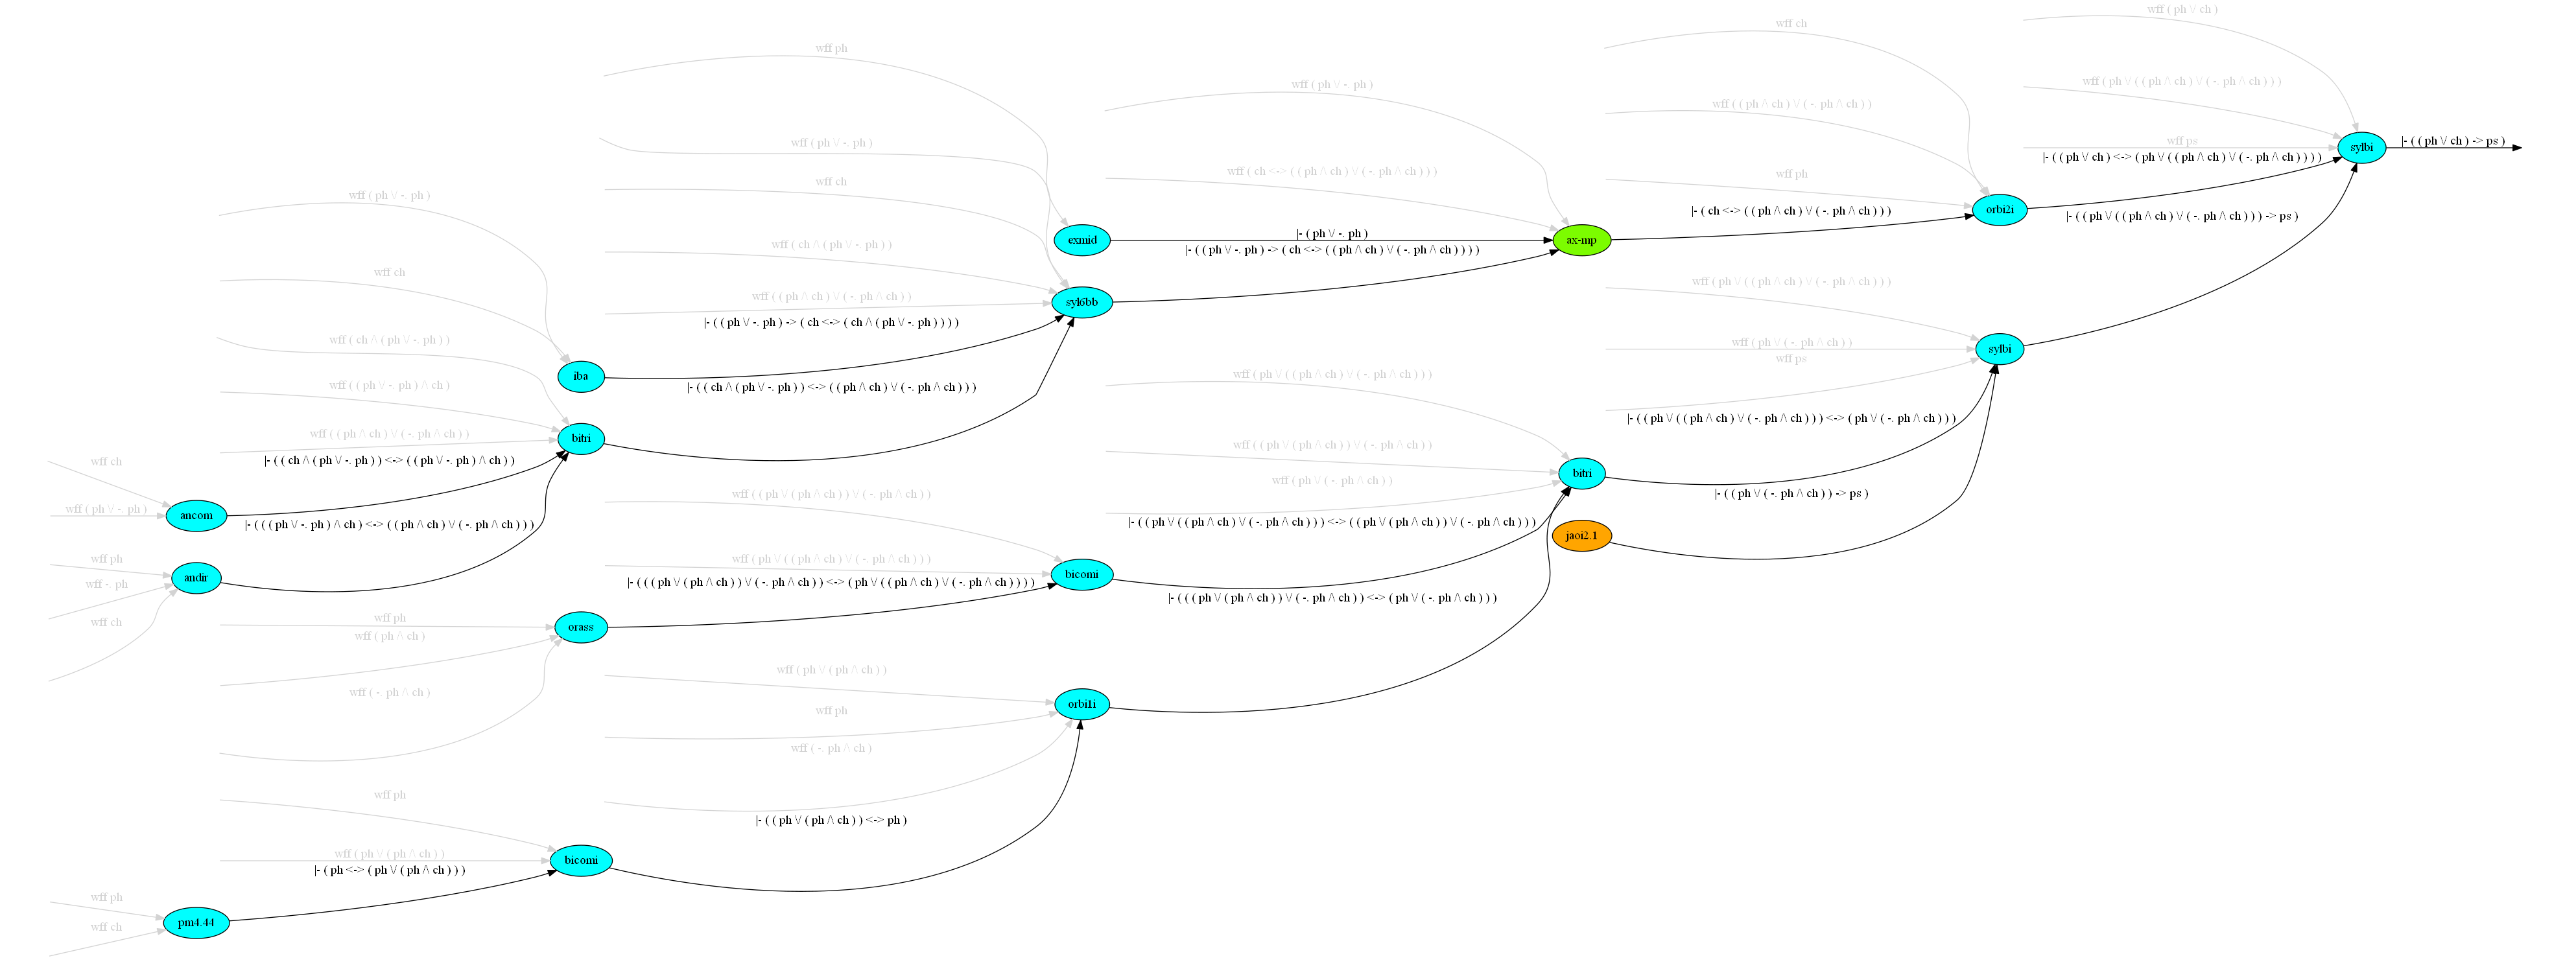 wff ( ph \/ ch )
wff ch
wff ph
wff ( ph \/ ( ( ph /\ ch ) \/ ( -. ph /\ ch ) ) )
wff ( ph \/ -. ph )
wff ( ( ph /\ ch ) \/ ( -. ph /\ ch ) )
wff ( ph \/ -. ph )
wff ps
|- ( ( ph \/ ch ) -> ps )
sylbi
|- ( ( ph \/ ch ) <-> ( ph \/ ( ( ph /\ ch ) \/ ( -. ph /\ ch ) ) ) )
wff ( ch <-> ( ( ph /\ ch ) \/ ( -. ph /\ ch ) ) )
wff ph
wff ch
wff ( ph \/ -. ph )
|- ( ch <-> ( ( ph /\ ch ) \/ ( -. ph /\ ch ) ) )
orbi2i
|- ( ( ph \/ ( ( ph /\ ch ) \/ ( -. ph /\ ch ) ) ) -> ps )
|- ( ph \/ -. ph )
exmid
ax-mp
wff ( ch /\ ( ph \/ -. ph ) )
|- ( ( ph \/ -. ph ) -> ( ch <-> ( ( ph /\ ch ) \/ ( -. ph /\ ch ) ) ) )
wff ch
wff ( ph \/ ( ( ph /\ ch ) \/ ( -. ph /\ ch ) ) )
wff ( ( ph /\ ch ) \/ ( -. ph /\ ch ) )
syl6bb
|- ( ( ph \/ -. ph ) -> ( ch <-> ( ch /\ ( ph \/ -. ph ) ) ) )
wff ( ch /\ ( ph \/ -. ph ) )
wff ( ph \/ ( -. ph /\ ch ) )
sylbi
wff ps
wff ( ph \/ ( ( ph /\ ch ) \/ ( -. ph /\ ch ) ) )
iba
wff ( ( ph \/ -. ph ) /\ ch )
|- ( ( ch /\ ( ph \/ -. ph ) ) <-> ( ( ph /\ ch ) \/ ( -. ph /\ ch ) ) )
|- ( ( ph \/ ( ( ph /\ ch ) \/ ( -. ph /\ ch ) ) ) <-> ( ph \/ ( -. ph /\ ch ) ) )
wff ( ( ph /\ ch ) \/ ( -. ph /\ ch ) )
bitri
wff ( ( ph \/ ( ph /\ ch ) ) \/ ( -. ph /\ ch ) )
wff ch
|- ( ( ch /\ ( ph \/ -. ph ) ) <-> ( ( ph \/ -. ph ) /\ ch ) )
bitri
wff ( ph \/ ( -. ph /\ ch ) )
wff ( ( ph \/ ( ph /\ ch ) ) \/ ( -. ph /\ ch ) )
|- ( ( ph \/ ( -. ph /\ ch ) ) -> ps )
wff ( ph \/ -. ph )
ancom
|- ( ( ( ph \/ -. ph ) /\ ch ) <-> ( ( ph /\ ch ) \/ ( -. ph /\ ch ) ) )
|- ( ( ph \/ ( ( ph /\ ch ) \/ ( -. ph /\ ch ) ) ) <-> ( ( ph \/ ( ph /\ ch ) ) \/ ( -. ph /\ ch ) ) )
jaoi2.1
wff ph
wff ( ph \/ ( ( ph /\ ch ) \/ ( -. ph /\ ch ) ) )
andir
bicomi
wff -. ph
|- ( ( ( ph \/ ( ph /\ ch ) ) \/ ( -. ph /\ ch ) ) <-> ( ph \/ ( ( ph /\ ch ) \/ ( -. ph /\ ch ) ) ) )
|- ( ( ( ph \/ ( ph /\ ch ) ) \/ ( -. ph /\ ch ) ) <-> ( ph \/ ( -. ph /\ ch ) ) )
wff ch
wff ph
orass
wff ( ph /\ ch )
wff ( ph \/ ( ph /\ ch ) )
wff ( -. ph /\ ch )
orbi1i
wff ph
wff ( -. ph /\ ch )
wff ph
|- ( ( ph \/ ( ph /\ ch ) ) <-> ph )
wff ( ph \/ ( ph /\ ch ) )
bicomi
|- ( ph <-> ( ph \/ ( ph /\ ch ) ) )
wff ph
pm4.44
wff ch